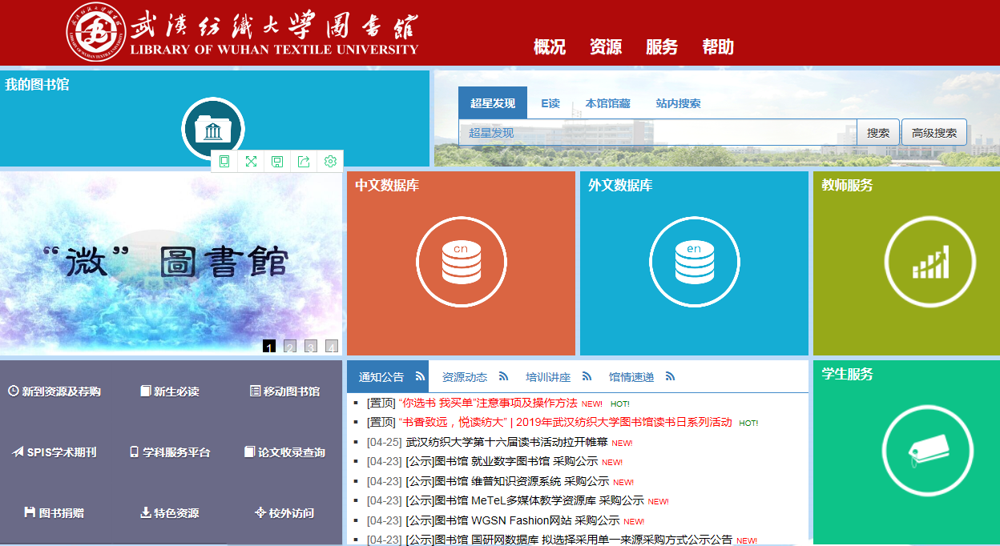 武漢纺織大学図書館
LIBRARY OF WUHAN TEXTILE UNIVERSITY
概况 资源 服务 帮助
我的图书馆
超星发现 E读 本馆馆藏 站内搜索
超星发现 搜索 高级搜索
“微”圖書館
1 2 3 4
中文数据库
cn
外文数据库
en
教师服务
新到资源及荐购 新生必读 移动图书馆
SPIS学术期刊 学科服务平台 论文收录查询
图书捐赠 特色资源 校外访问
通知公告 资源动态 培训讲座 馆情速递
[置顶] “你选书 我买单”注意事项及操作方法 NEW! HOT!
[置顶] “书香致远，悦读纺大” | 2019年武汉纺织大学图书馆读书日系列活动 HOT!
[04-25] 武汉纺织大学第十六届读书活动拉开帷幕 NEW!
[04-23] [公示]图书馆 就业数字图书馆 采购公示 NEW!
[04-23] [公示]图书馆 维普知识资源系统 采购公示 NEW!
[04-23] [公示]图书馆 MeTeL多媒体教学资源库 采购公示 NEW!
[04-23] [公示]图书馆 WGSN Fashion网站 采购公示 NEW!
[04-23] [公示]图书馆 国研网数据库 拟选择采用单一来源采购方式公示公告 NEW!
学生服务